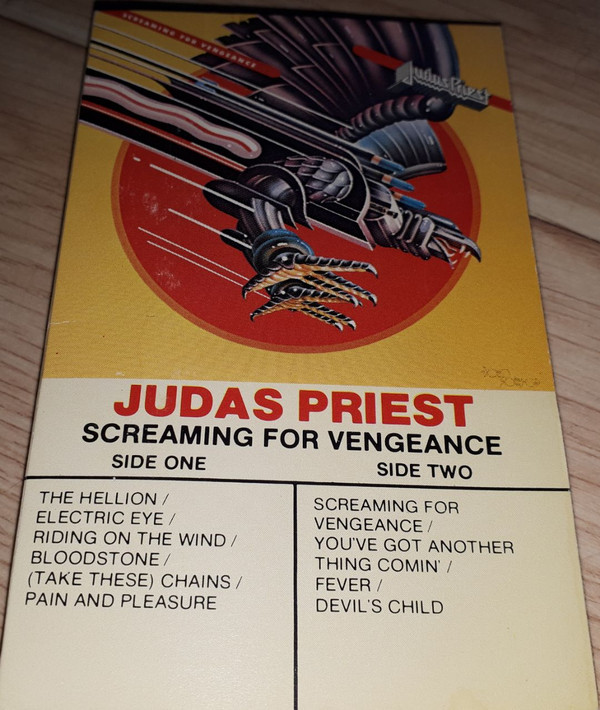 SCREAMING FOR VENGEANCE
Judas Priest
JUDAS PRIEST
SCREAMING FOR VENGEANCE
SIDE ONE
THE HELLION /
ELECTRIC EYE /
RIDING ON THE WIND /
BLOODSTONE /
(TAKE THESE) CHAINS /
PAIN AND PLEASURE
SIDE TWO
SCREAMING FOR
VENGEANCE /
YOU'VE GOT ANOTHER
THING COMIN' /
FEVER /
DEVIL'S CHILD